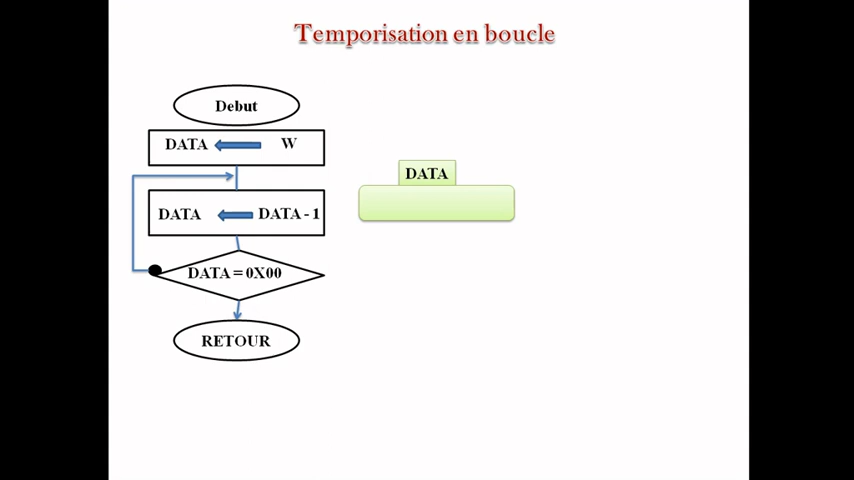 Temporisation en boucle
Debut
DATA W
DATA
DATA DATA - 1
DATA = 0X00
RETOUR